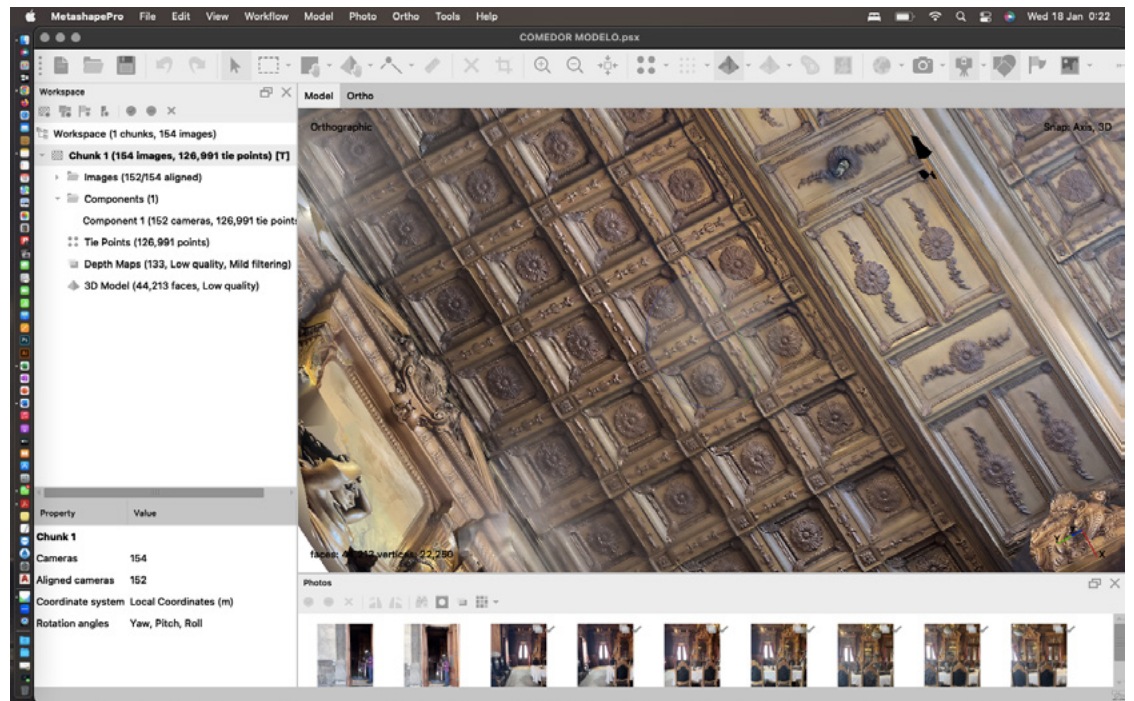 MetashapePro File Edit View Workflow Model Photo Ortho Tools Help Wed 18 Jan 0:22
COMEDOR MODELO.psx
Workspace
Model Ortho
Workspace (1 chunks, 154 images)
Orthographic
Snap: Axis, 3D
Chunk 1 (154 images, 126,991 tie points) [T]
Images (152/154 aligned)
Components (1)
Component 1 (152 cameras, 126,991 tie points
Tie Points (126,991 points)
Depth Maps (133, Low quality, Mild filtering)
3D Model (44,213 faces, Low quality)
Property Value
Chunk 1
Cameras 154
Aligned cameras 152
Coordinate system Local Coordinates (m)
Rotation angles Yaw, Pitch, Roll
faces: vertices:
Photos
X